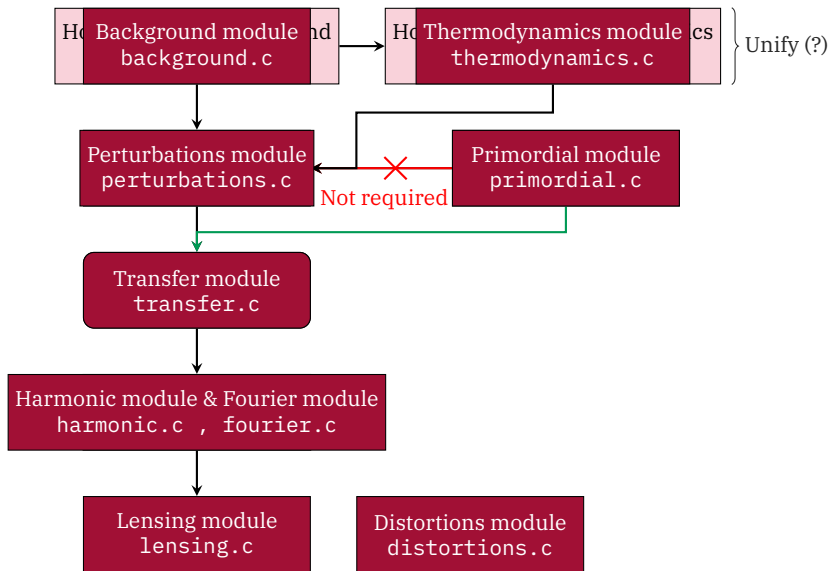 Background module
background.c
Thermodynamics module
thermodynamics.c
Unify (?)
Perturbations module
perturbations.c
Primordial module
primordial.c
Not required
Transfer module
transfer.c
Harmonic module & Fourier module
harmonic.c , fourier.c
Lensing module
lensing.c
Distortions module
distortions.c